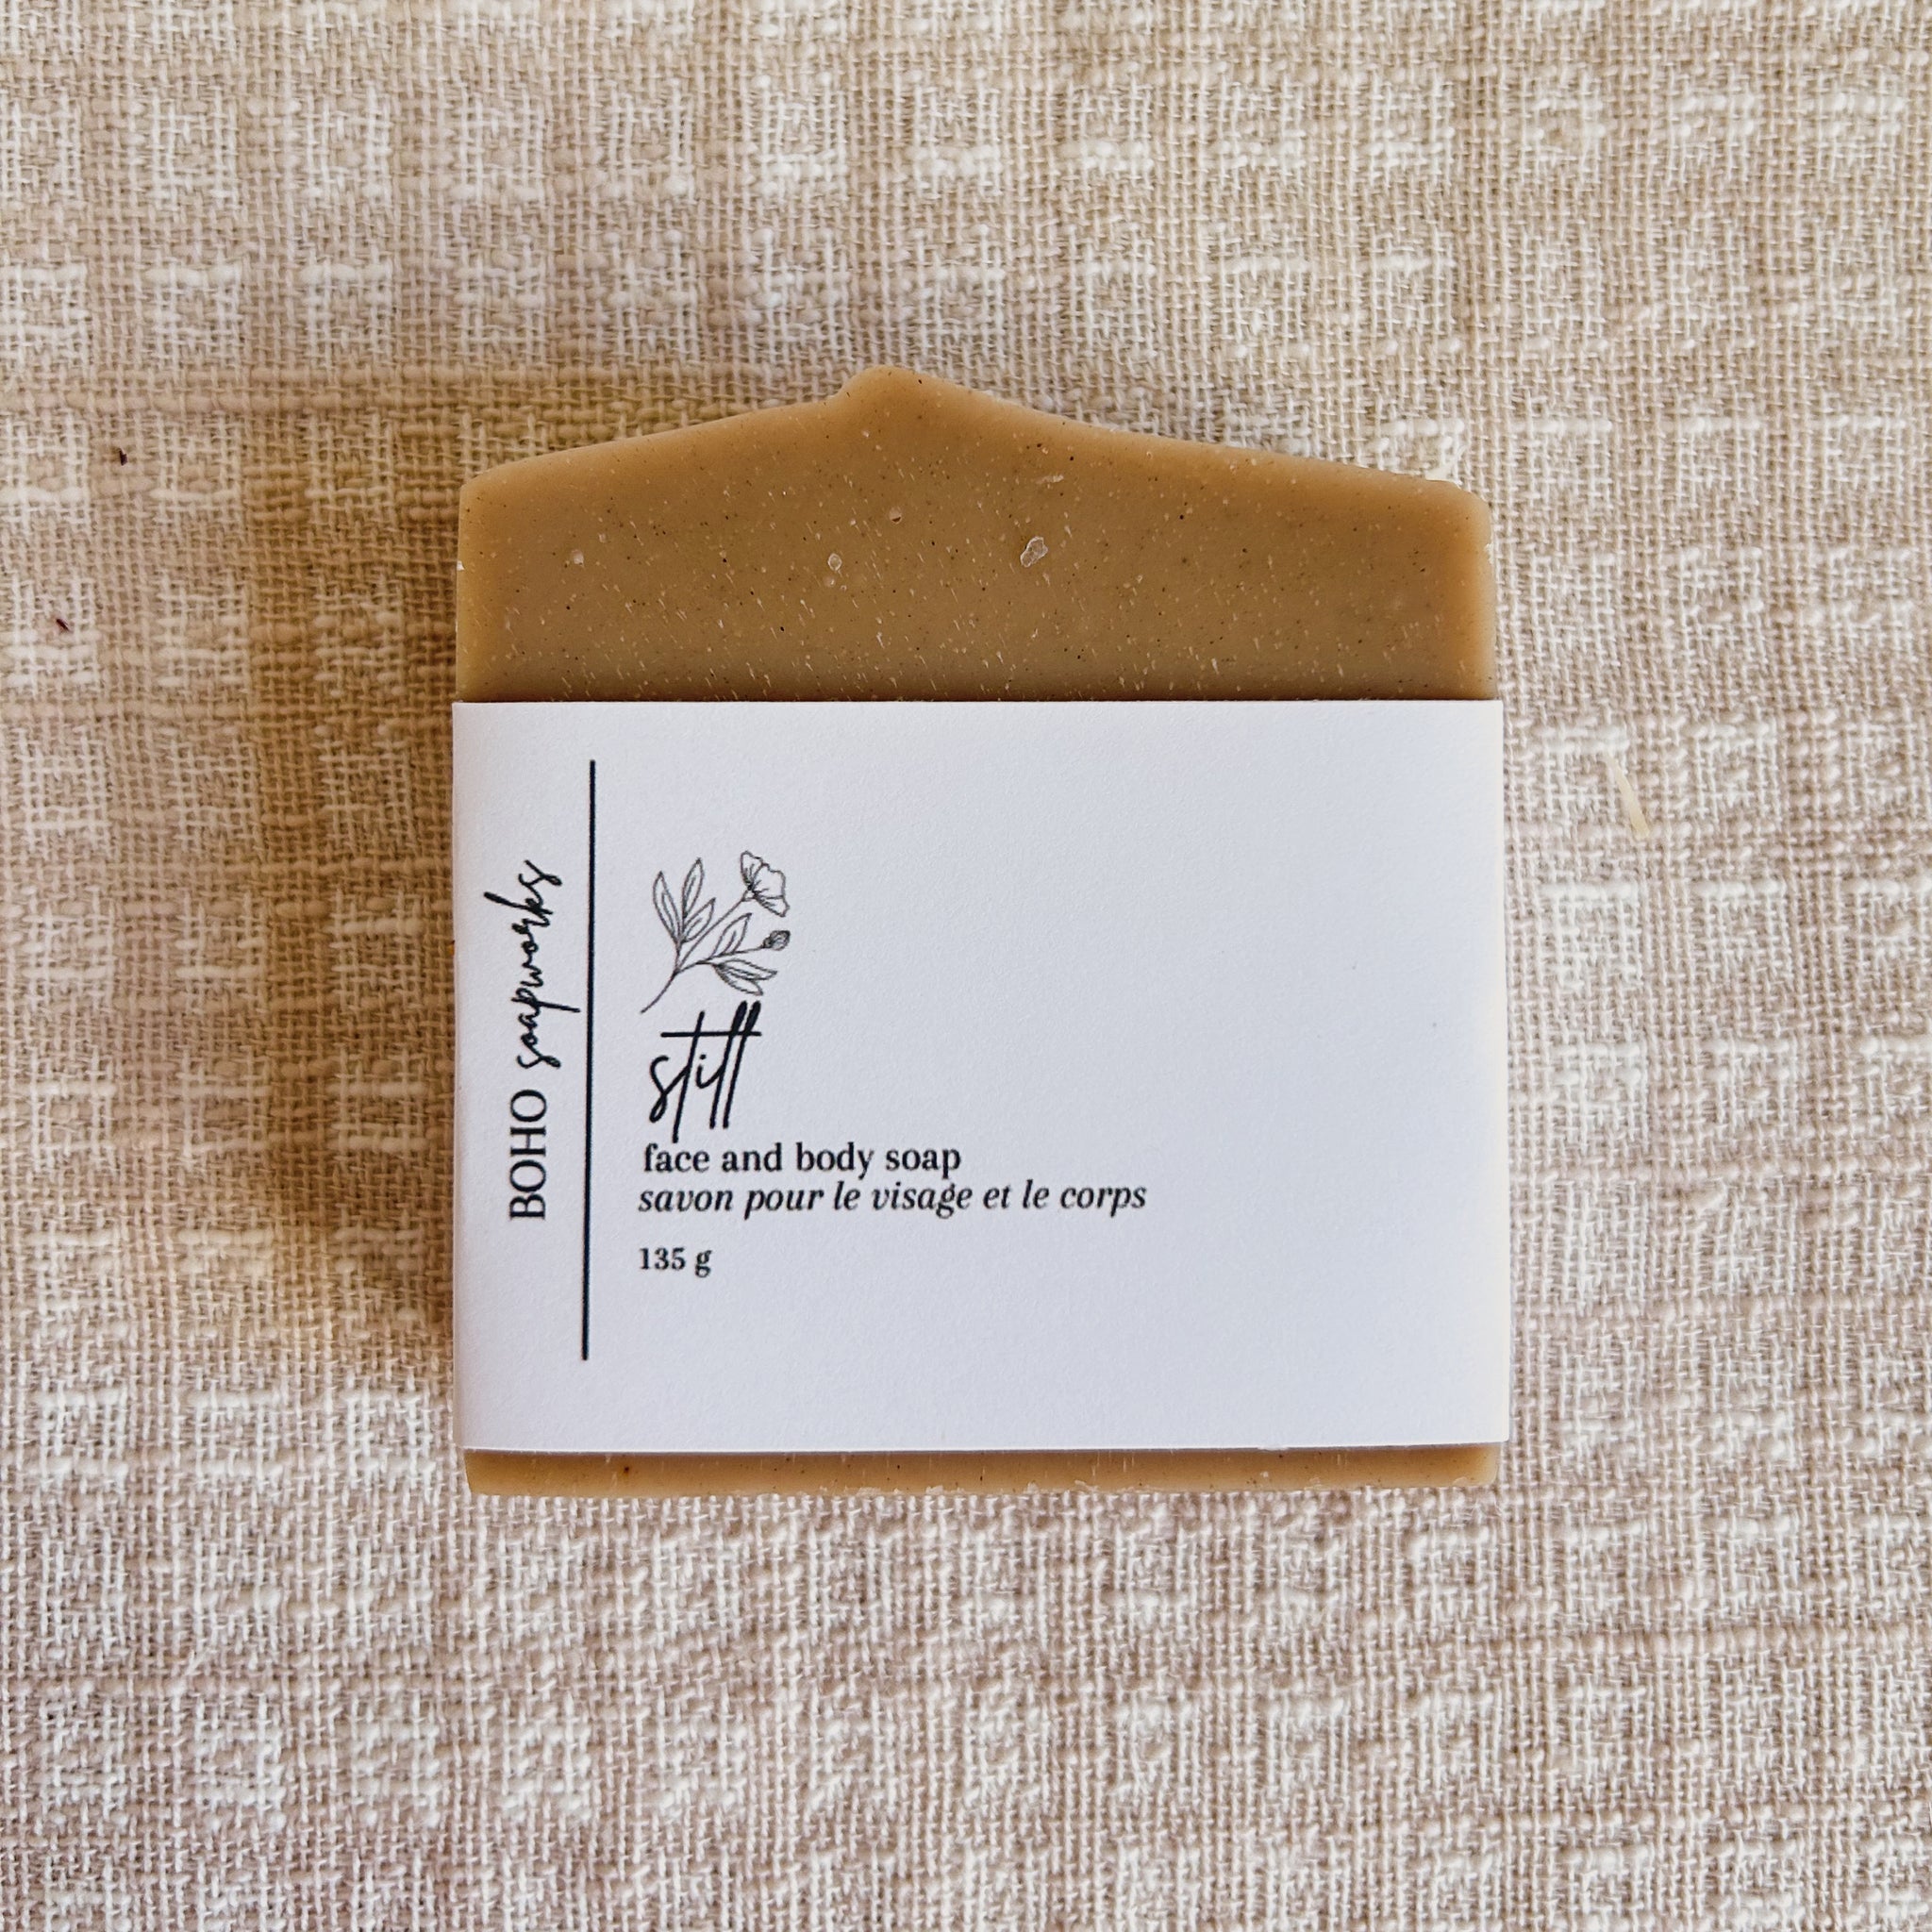 BOHO soapworks
still
face and body soap
savon pour le visage et le corps
135 g